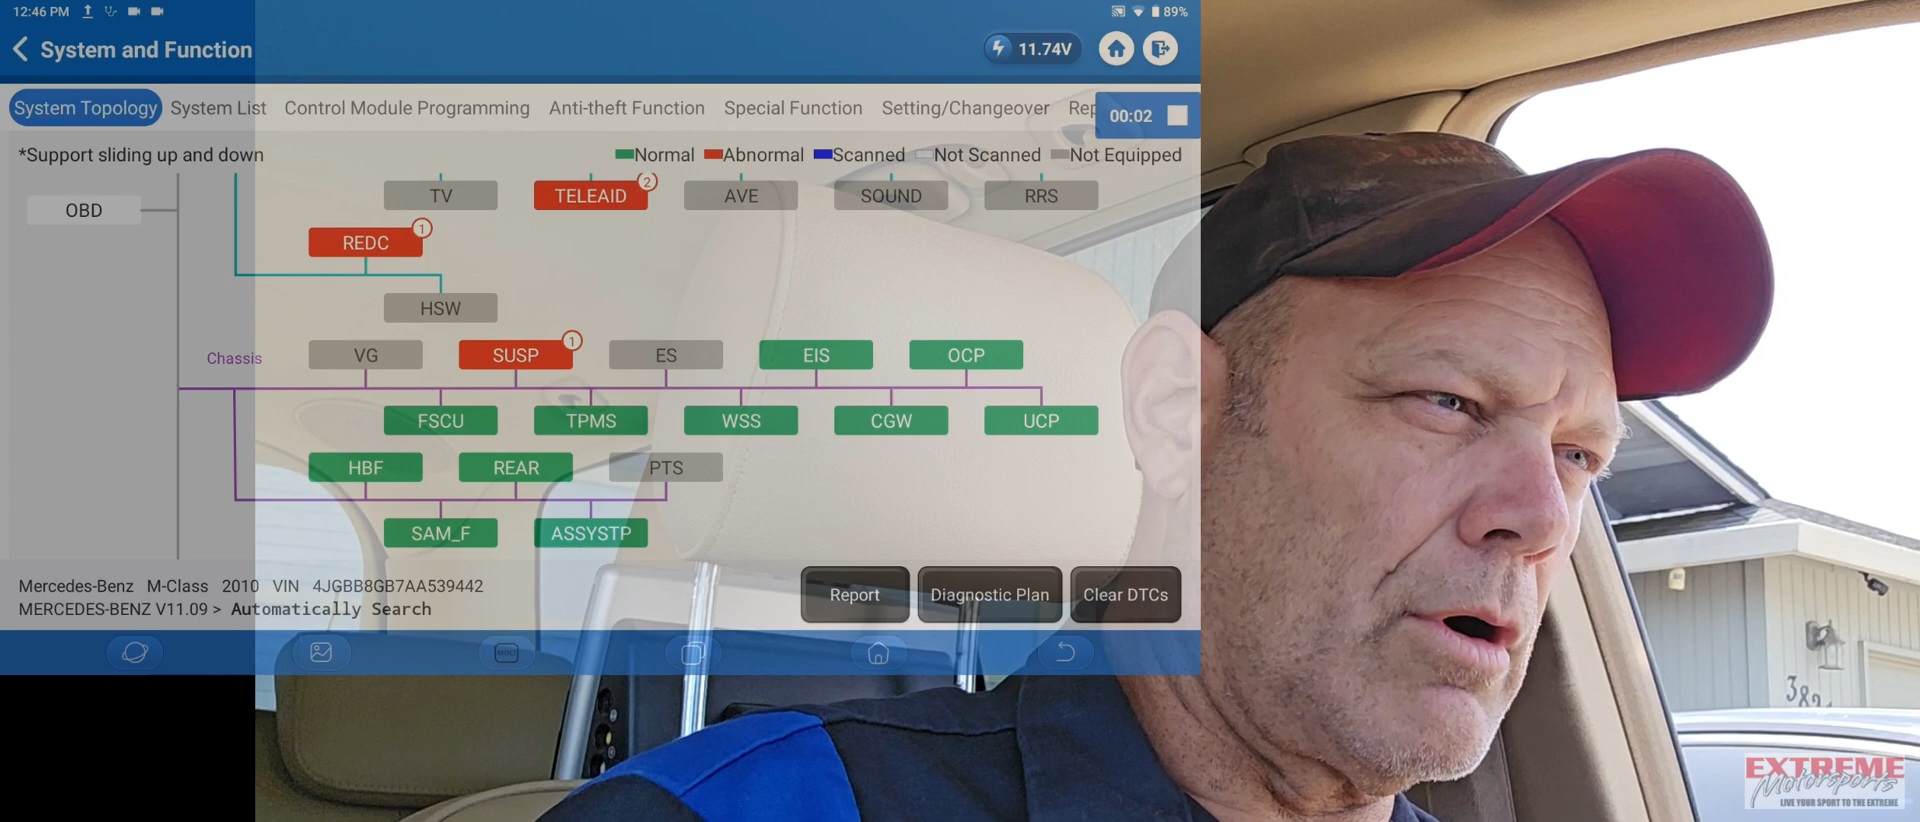 12:46 PM
89%
System and Function
11.74V
System Topology
System List
Control Module Programming
Anti-theft Function
Special Function
Setting/Changeover
Rep
00:02
*Support sliding up and down
Normal
Abnormal
Scanned
Not Scanned
Not Equipped
OBD
TV
TELEAID
2
AVE
SOUND
RRS
REDC
1
HSW
Chassis
VG
SUSP
1
ES
EIS
OCP
FSCU
TPMS
WSS
CGW
UCP
HBF
REAR
PTS
SAM_F
ASSYSTP
Mercedes-Benz M-Class 2010 VIN 4JGBB8GB7AA539442
MERCEDES-BENZ V11.09 > Automatically Search
Report
Diagnostic Plan
Clear DTCs
EXTREME
Motorsports
LIVE YOUR SPORT TO THE EXTREME